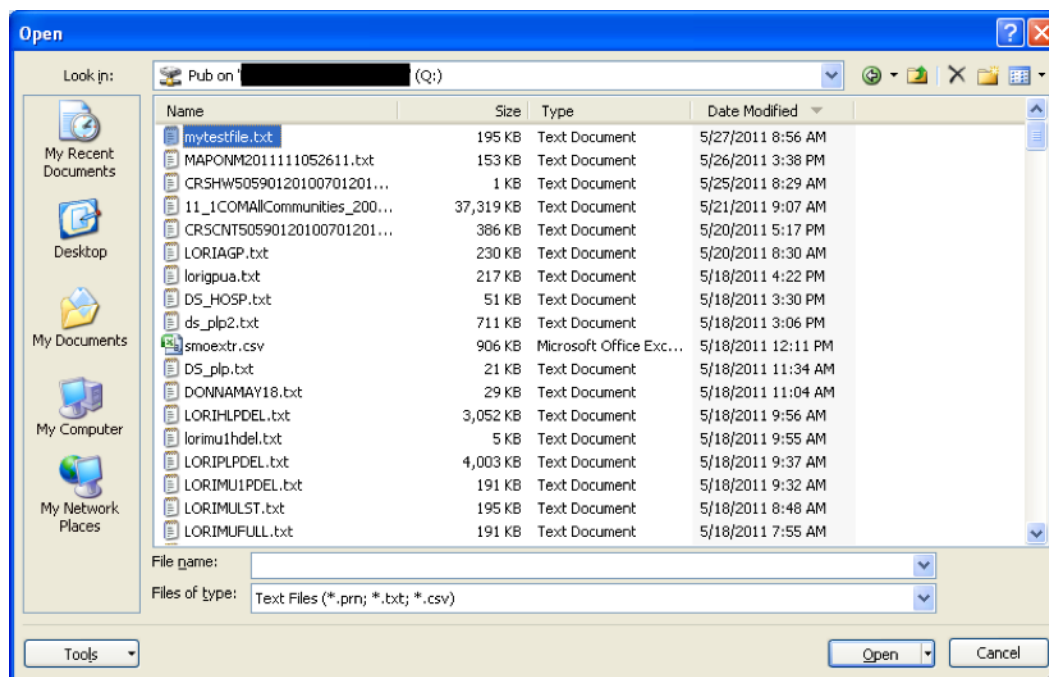 Open
Look in: Pub on ' ' (Q:)
Name Size Type Date Modified
mytestfile.txt 195 KB Text Document 5/27/2011 8:56 AM
MAPONM2011111052611.txt 153 KB Text Document 5/26/2011 3:38 PM
CRSHW50590120100701201... 1 KB Text Document 5/25/2011 8:29 AM
11_1COMAllCommunities_200... 37,319 KB Text Document 5/21/2011 9:07 AM
CRSCNT50590120100701201... 386 KB Text Document 5/20/2011 5:17 PM
LORIAGP.txt 230 KB Text Document 5/20/2011 8:30 AM
lorigpua.txt 217 KB Text Document 5/18/2011 4:22 PM
DS_HOSP.txt 51 KB Text Document 5/18/2011 3:30 PM
ds_plp2.txt 711 KB Text Document 5/18/2011 3:06 PM
smoextr.csv 906 KB Microsoft Office Exc... 5/18/2011 12:11 PM
DS_plp.txt 21 KB Text Document 5/18/2011 11:34 AM
DONNAMAY18.txt 29 KB Text Document 5/18/2011 11:04 AM
LORIHLPDEL.txt 3,052 KB Text Document 5/18/2011 9:56 AM
lorimu1hdel.txt 5 KB Text Document 5/18/2011 9:55 AM
LORIPLPDEL.txt 4,003 KB Text Document 5/18/2011 9:37 AM
LORIMU1PDEL.txt 191 KB Text Document 5/18/2011 9:32 AM
LORIMULST.txt 195 KB Text Document 5/18/2011 8:48 AM
LORIMUFULL.txt 191 KB Text Document 5/18/2011 7:55 AM
My Recent
Documents
Desktop
My Documents
My Computer
My Network
Places
File name:
Files of type: Text Files (*.prn; *.txt; *.csv)
Tools Open Cancel